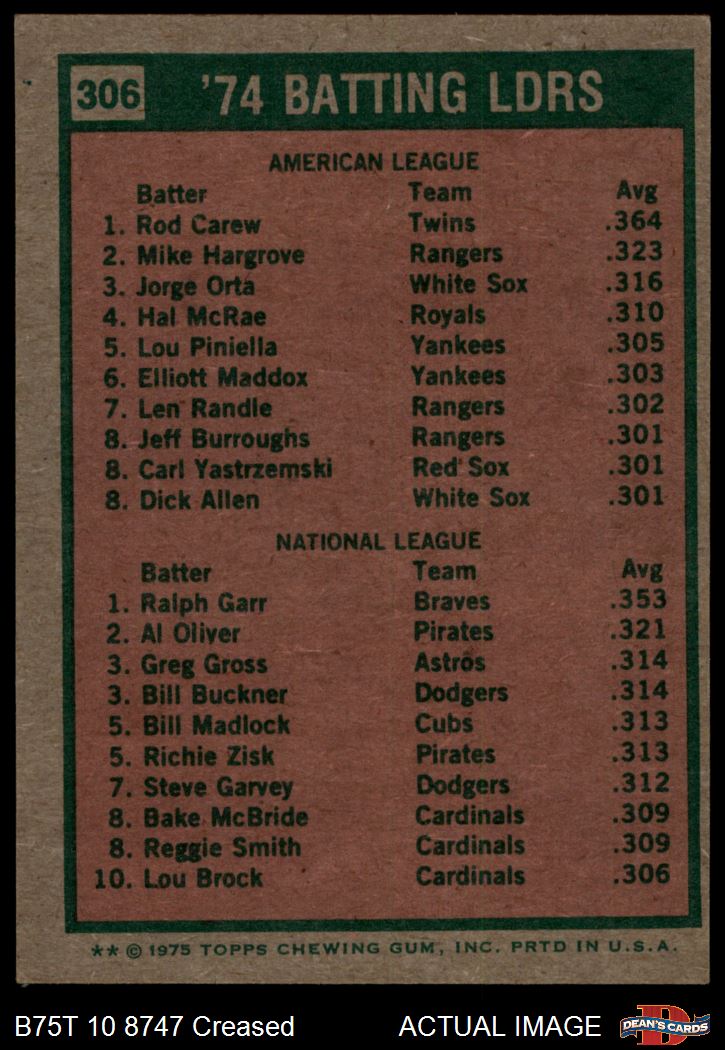 306 '74 BATTING LDRS
AMERICAN LEAGUE
Batter Team Avg
1. Rod Carew Twins .364
2. Mike Hargrove Rangers .323
3. Jorge Orta White Sox .316
4. Hal McRae Royals .310
5. Lou Piniella Yankees .305
6. Elliott Maddox Yankees .303
7. Len Randle Rangers .302
8. Jeff Burroughs Rangers .301
8. Carl Yastrzemski Red Sox .301
8. Dick Allen White Sox .301
NATIONAL LEAGUE
Batter Team Avg
1. Ralph Garr Braves .353
2. Al Oliver Pirates .321
3. Greg Gross Astros .314
3. Bill Buckner Dodgers .314
5. Bill Madlock Cubs .313
5. Richie Zisk Pirates .313
7. Steve Garvey Dodgers .312
8. Bake McBride Cardinals .309
8. Reggie Smith Cardinals .309
10. Lou Brock Cardinals .306
** © 1975 TOPPS CHEWING GUM, INC. PRTD IN U.S.A.
B75T 10 8747 Creased ACTUAL IMAGE D DEAN'S CARDS